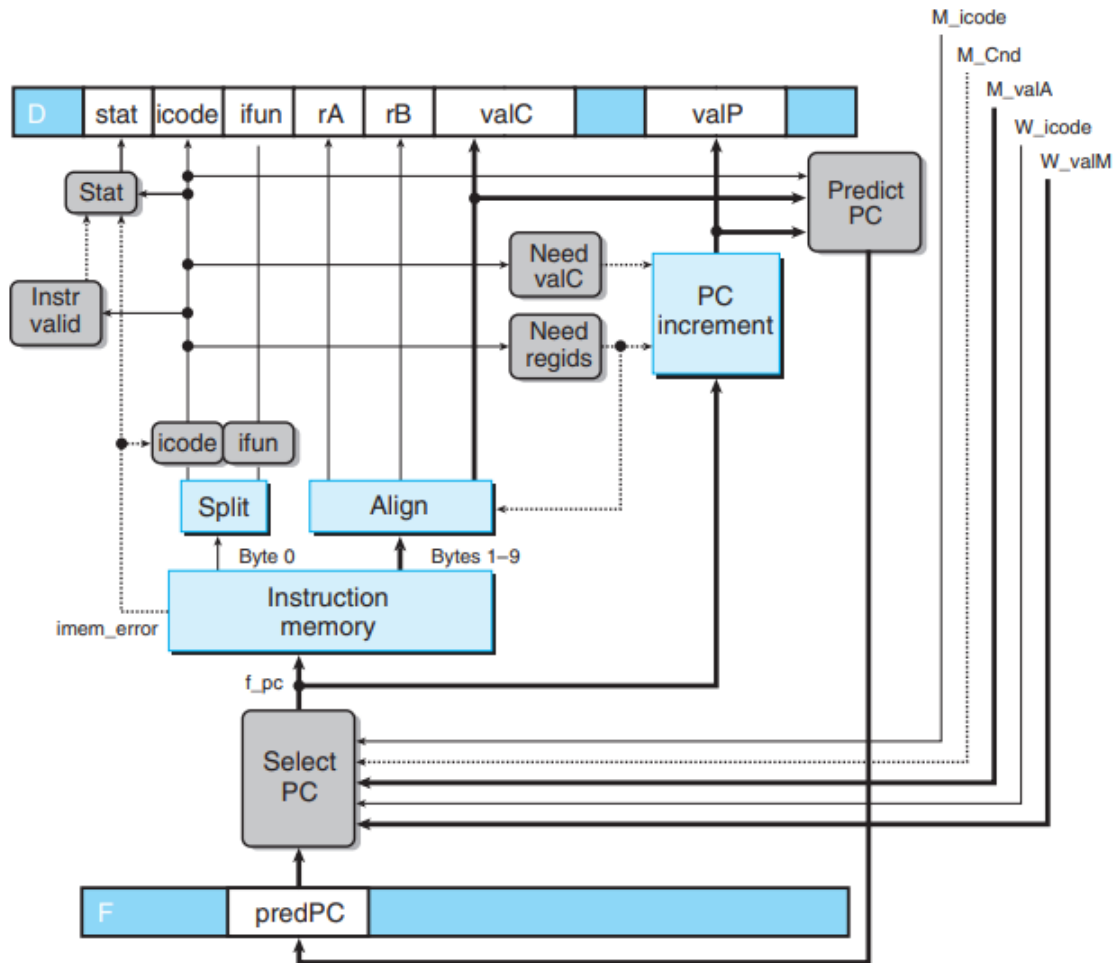 M_icode
M_Cnd
M_valA
W_icode
W_valM
D
stat
icode
ifun
rA
rB
valC
valP
Stat
Predict
PC
Need
valC
PC
increment
Instr
valid
Need
regids
icode
ifun
Split
Align
Byte 0
Bytes 1–9
Instruction
memory
imem_error
f_pc
Select
PC
F
predPC